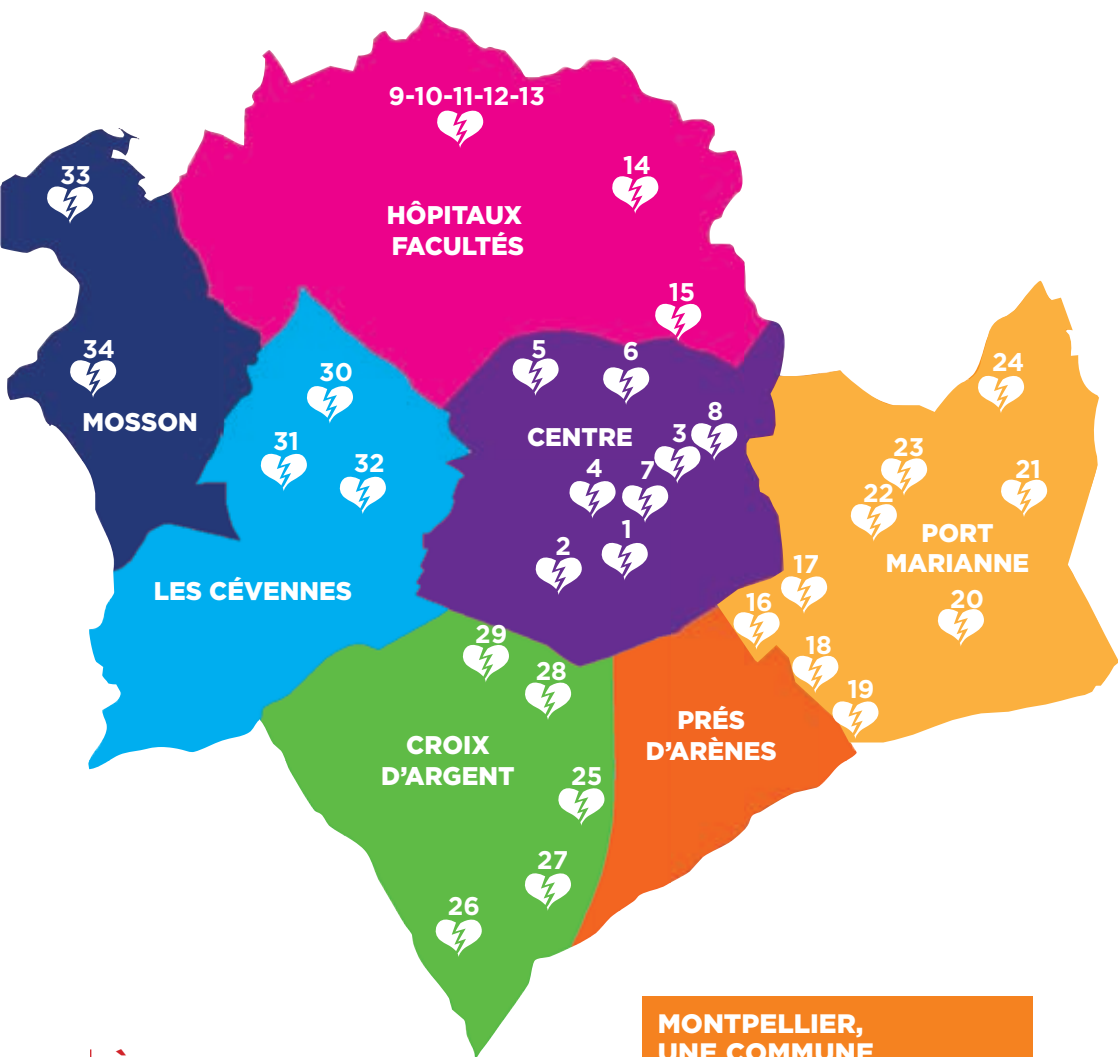 9-10-11-12-13
14
33
HÔPITAUX
FACULTÉS
15
34
MOSSON
30
5
6
24
31
32
CENTRE
3
8
4
7
23
22
21
PORT
MARIANNE
1
2
17
16
20
LES CÉVENNES
29
28
18
19
CROIX
D’ARGENT
PRÉS
D’ARÈNES
25
27
26
MONTPELLIER,
UNE COMMUNE